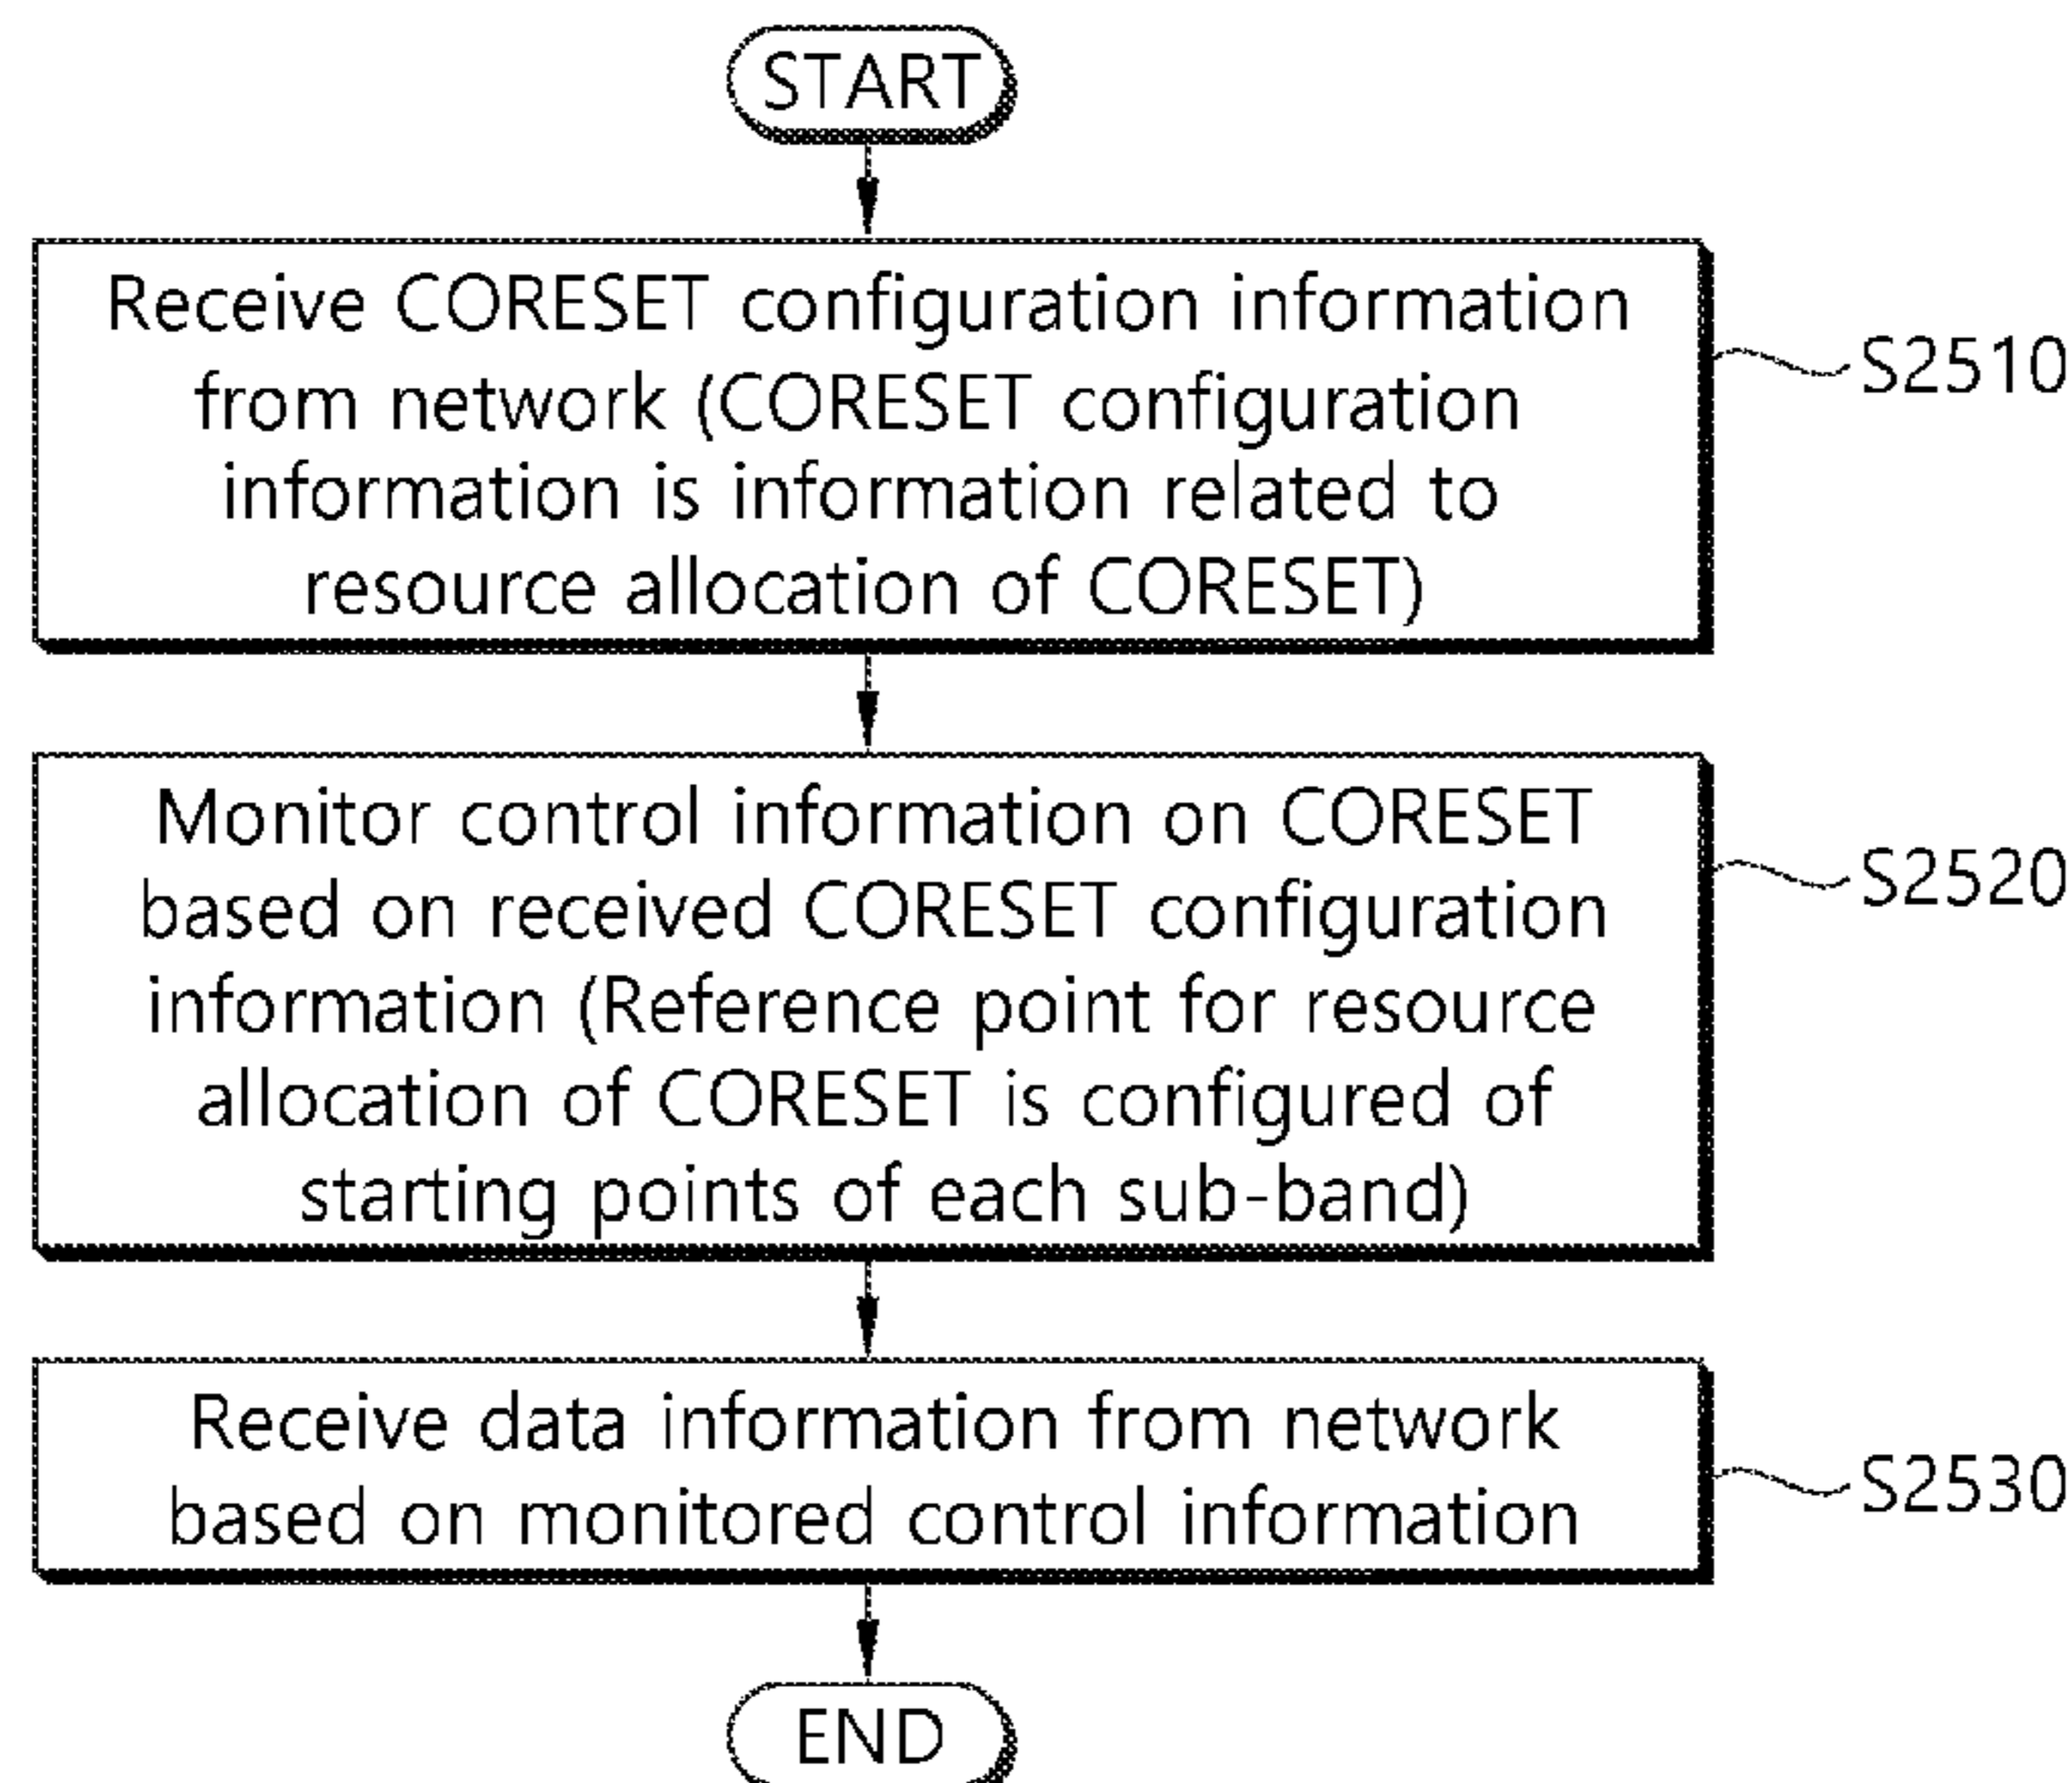 START
Receive CORESET configuration information
from network (CORESET configuration
information is information related to
resource allocation of CORESET)
S2510
Monitor control information on CORESET
based on received CORESET configuration
information (Reference point for resource
allocation of CORESET is configured of
starting points of each sub-band)
S2520
Receive data information from network
based on monitored control information
S2530
END